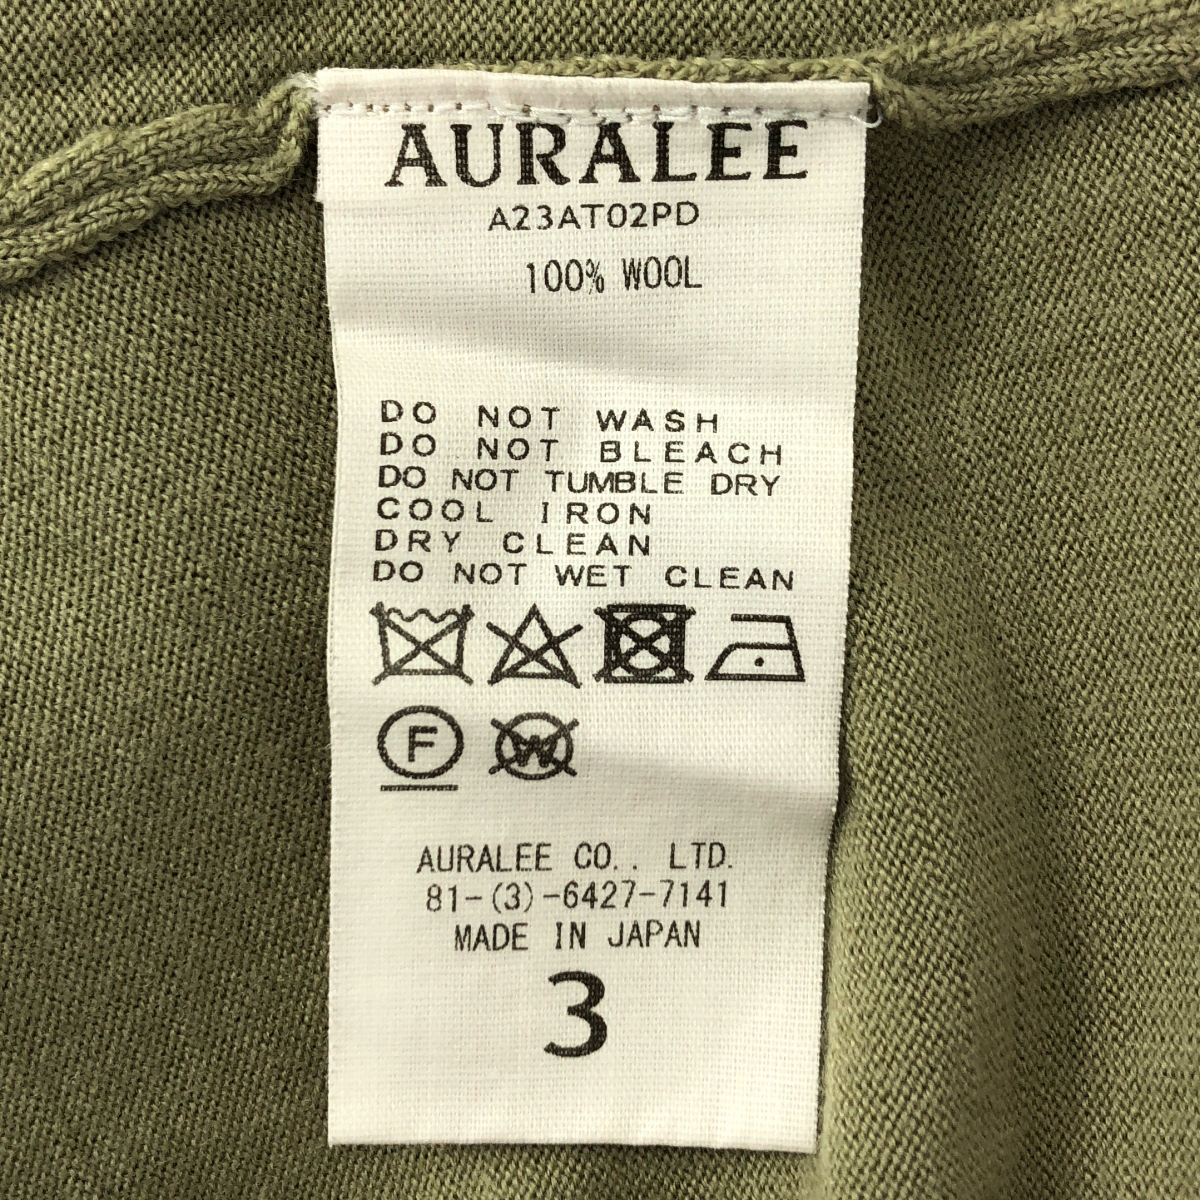 AURALEE
A23AT02PD
100% WOOL
DO NOT WASH
DO NOT BLEACH
DO NOT TUMBLE DRY
COOL IRON
DRY CLEAN
DO NOT WET CLEAN
F W
AURALEE CO., LTD.
81-(3)-6427-7141
MADE IN JAPAN
3